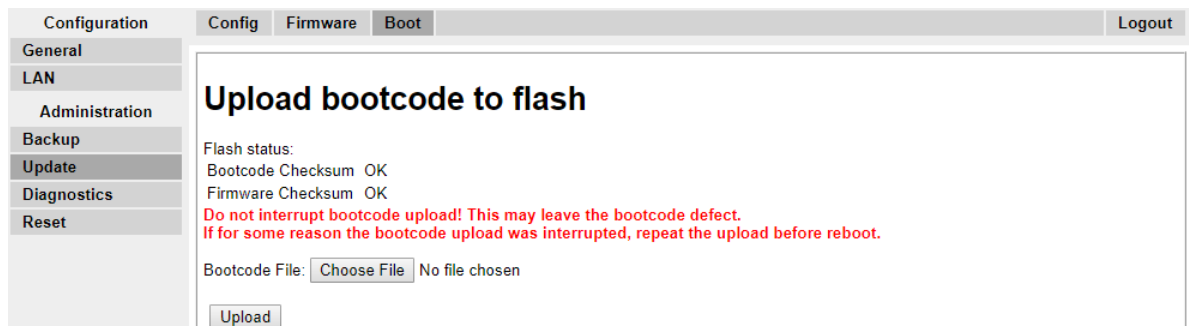 Configuration
General
LAN
Administration
Backup
Update
Diagnostics
Reset
Config Firmware Boot Logout
Upload bootcode to flash
Flash status:
Bootcode Checksum OK
Firmware Checksum OK
Do not interrupt bootcode upload! This may leave the bootcode defect.
If for some reason the bootcode upload was interrupted, repeat the upload before reboot.
Bootcode File: Choose File No file chosen
Upload